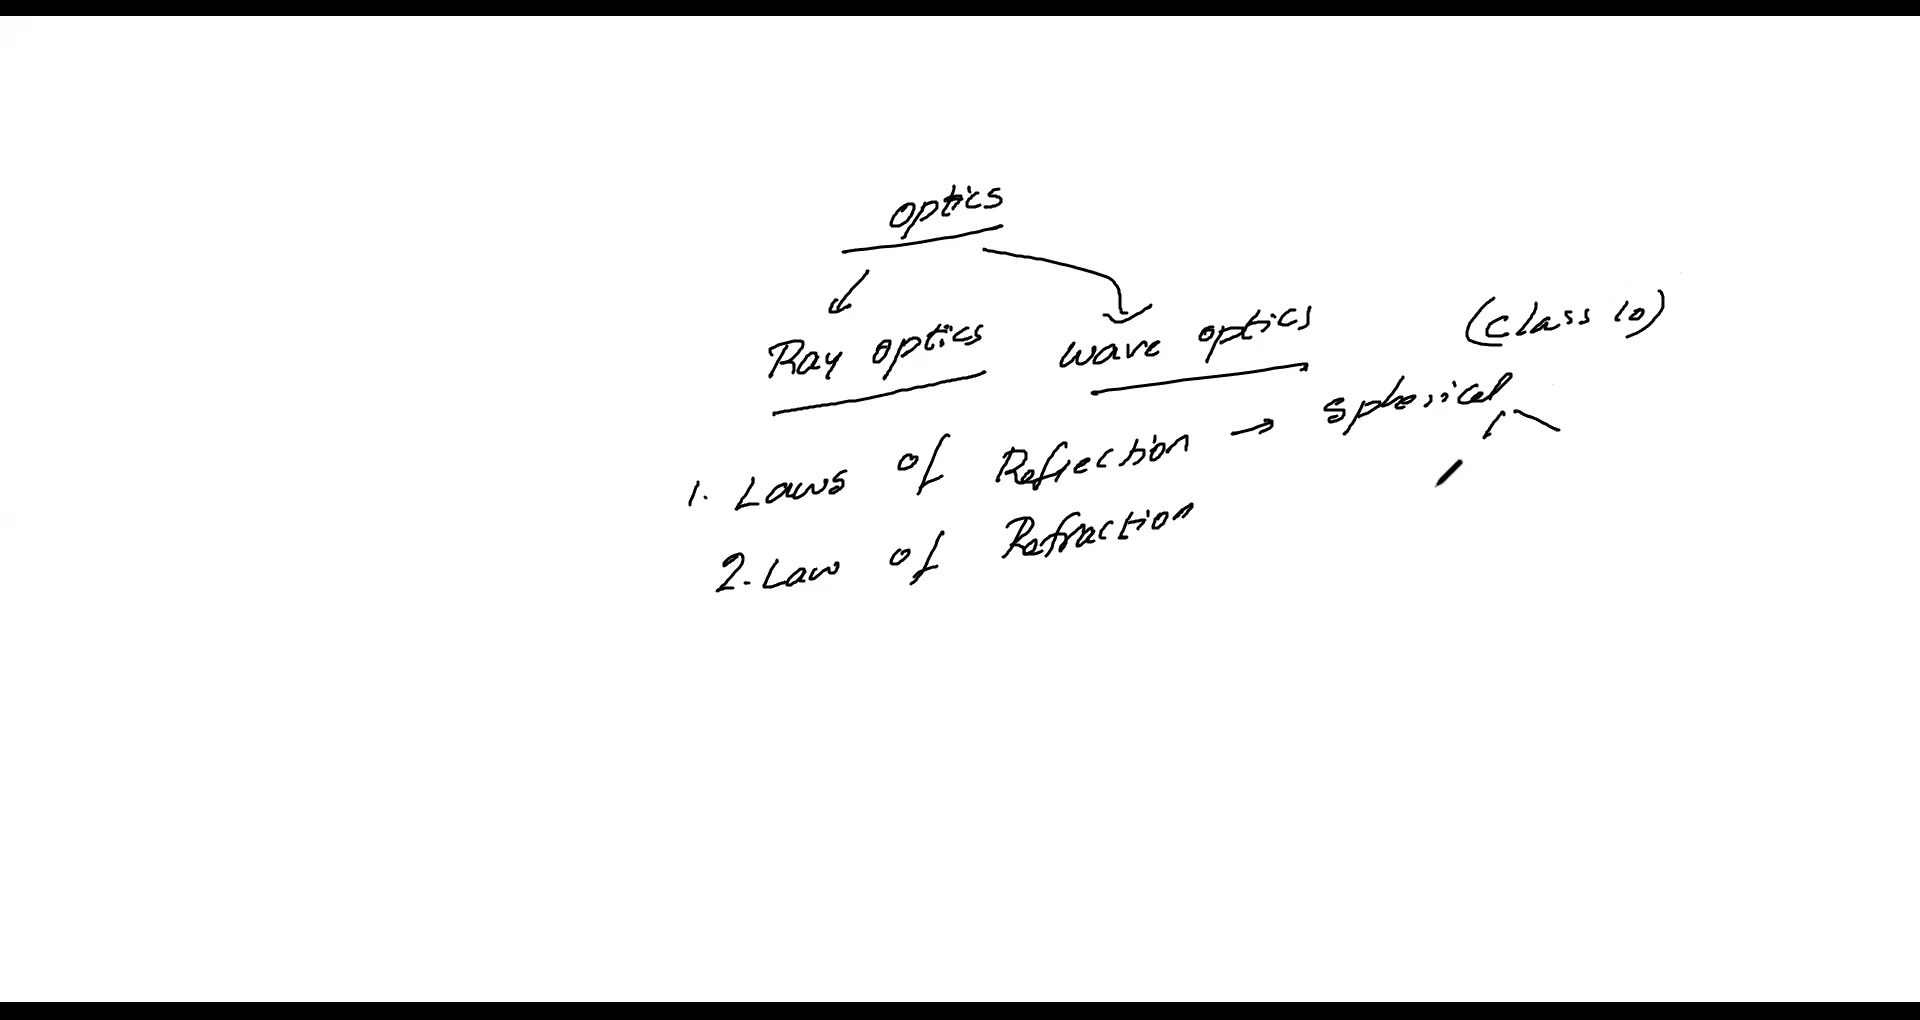 optics
Ray optics wave optics (class 10)
1. Laws of Reflection → spherical
2. Law of Refraction